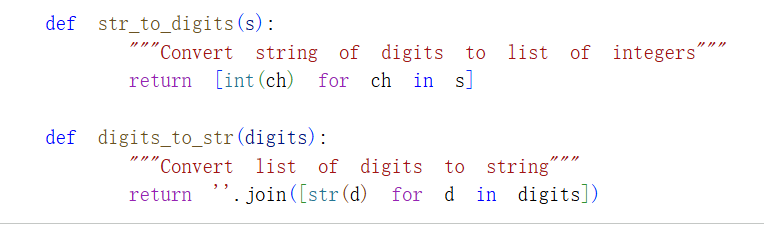 def str_to_digits(s):
"""Convert string of digits to list of integers"""
return [int(ch) for ch in s]
def digits_to_str(digits):
"""Convert list of digits to string"""
return ''.join([str(d) for d in digits])